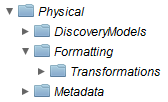 Physical
DiscoveryModels
Formatting
Transformations
Metadata